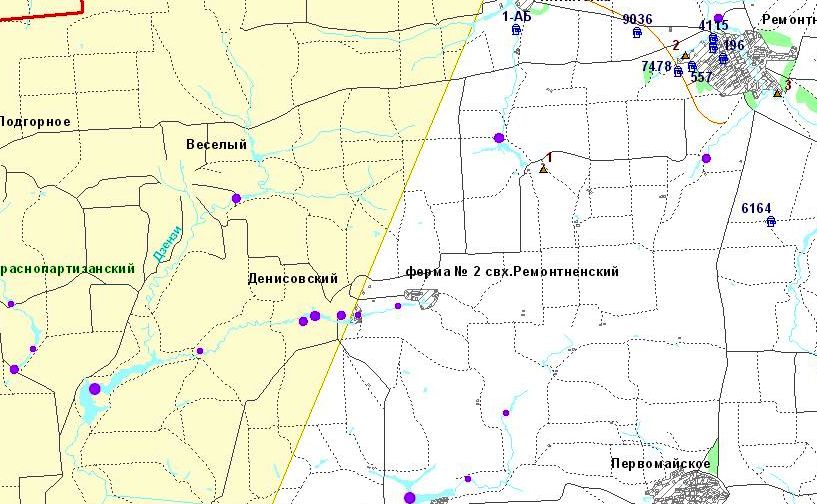 1-АБ
9036
4115
Ремонтн
2
196
7478
557
3
Подгорное
Веселый
1
6164
Дзензи
раснопартизанский
Денисовский
ферма № 2 свх.Ремонтненский
Первомайское